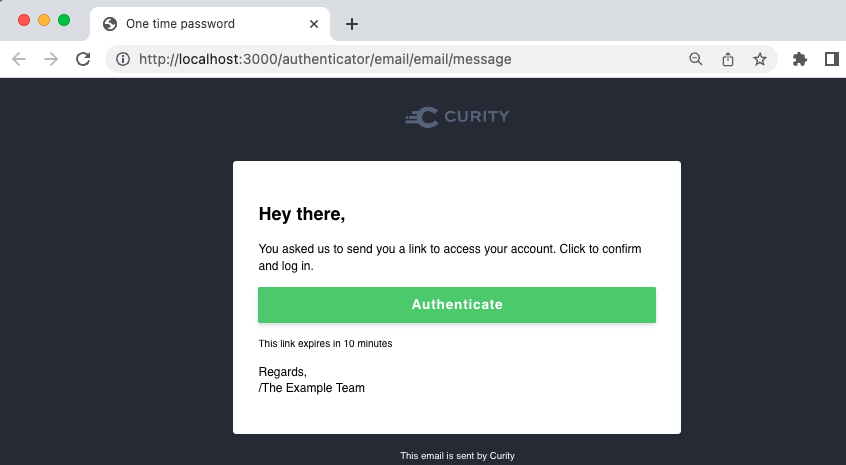 One time password
http://localhost:3000/authenticator/email/email/message
CURITY
Hey there,
You asked us to send you a link to access your account. Click to confirm
and log in.
Authenticate
This link expires in 10 minutes
Regards,
/The Example Team
This email is sent by Curity